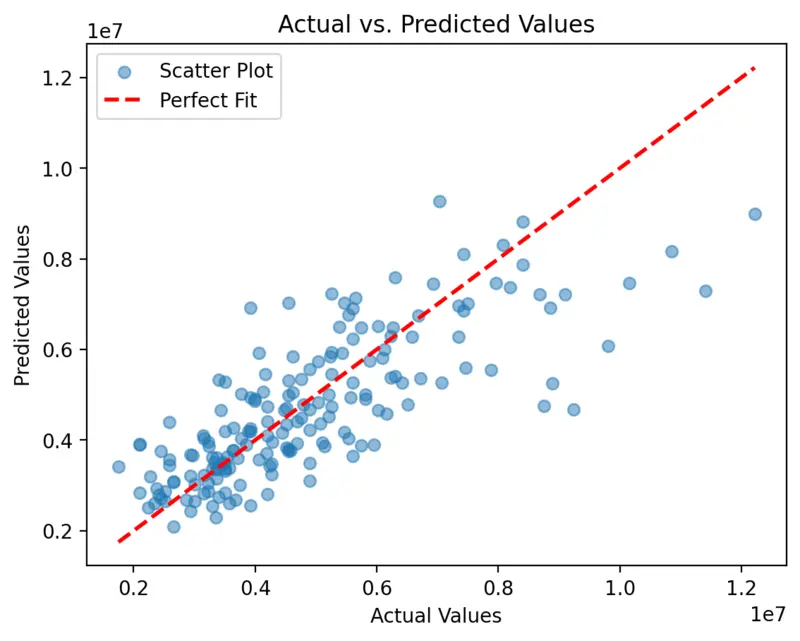 Actual vs. Predicted Values
1e7
Scatter Plot
Perfect Fit
1.2
1.0
0.8
0.6
0.4
0.2
Predicted Values
0.2 0.4 0.6 0.8 1.0 1.2
1e7
Actual Values